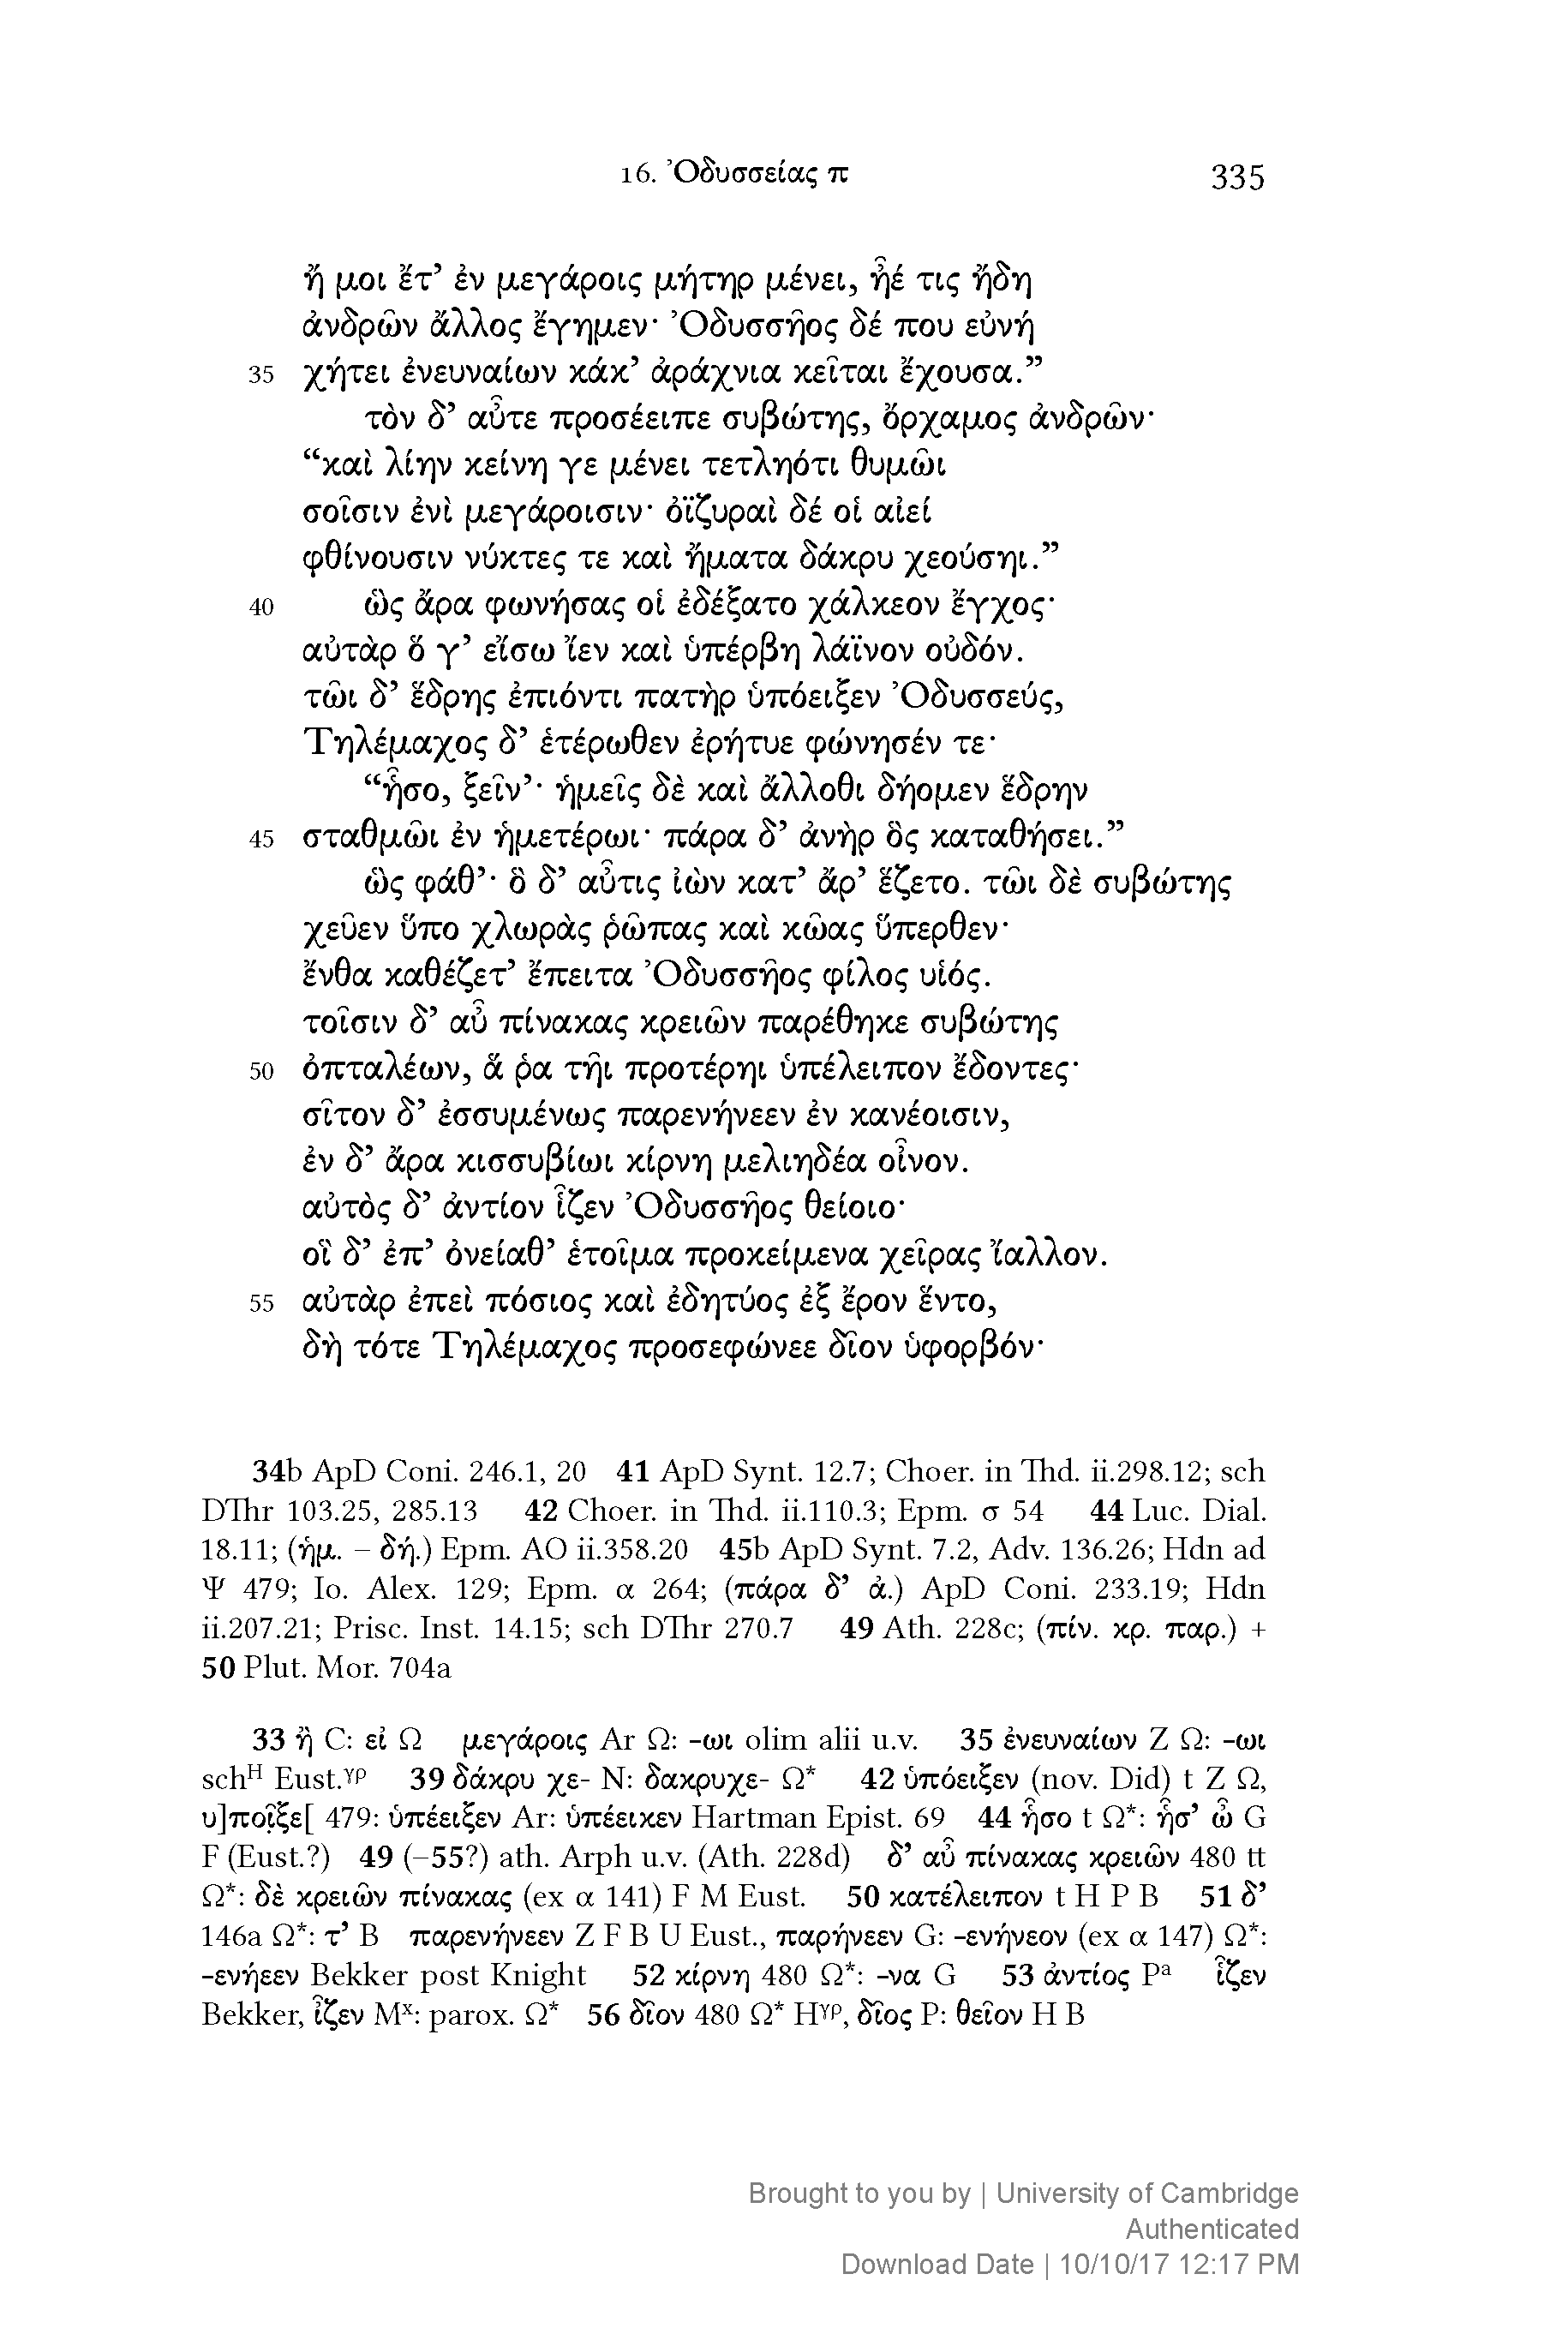 16. Ὀδυσσείας π 335
ἤ μοι ἔτ’ ἐν μεγάροις μήτηρ μένει, ἦέ τις ἤδη
ἀνδρῶν ἄλλος ἔγημεν· Ὀδυσσῆος δέ που εὐνή
35 χήτει ἐνευναίων κάκ’ ἀράχνια κεῖται ἔχουσα.”
τὸν δ’ αὖτε προσέειπε συβώτης, ὄρχαμος ἀνδρῶν·
“καὶ λίην κείνη γε μένει τετληότι θυμῶι
σοῖσιν ἐνὶ μεγάροισιν· ὀϊζυραὶ δέ οἱ αἰεί
φθίνουσιν νύκτες τε καὶ ἤματα δάκρυ χεούσηι.”
40 ὣς ἄρα φωνήσας οἱ ἐδέξατο χάλκεον ἔγχος·
αὐτὰρ ὅ γ’ εἴσω ἴεν καὶ ὑπέρβη λάϊνον οὐδόν.
τῶι δ’ ἕδρης ἐπιόντι πατὴρ ὑπόειξεν Ὀδυσσεύς,
Τηλέμαχος δ’ ἑτέρωθεν ἐρήτυε φώνησέν τε·
“ἧσο, ξεῖν’· ἡμεῖς δὲ καὶ ἄλλοθι δήομεν ἕδρην
45 σταθμῶι ἐν ἡμετέρωι· πάρα δ’ ἀνὴρ ὃς καταθήσει.”
ὣς φάθ’· ὃ δ’ αὖτις ἰὼν κατ’ ἄρ’ ἕζετο. τῶι δὲ συβώτης
χεῦεν ὕπο χλωρὰς ῥῶπας καὶ κῶας ὕπερθεν·
ἔνθα καθέζετ’ ἔπειτα Ὀδυσσῆος φίλος υἱός.
τοῖσιν δ’ αὖ πίνακας κρειῶν παρέθηκε συβώτης
50 ὀπταλέων, ἅ ῥα τῆι προτέρηι ὑπέλειπον ἔδοντες·
σῖτον δ’ ἐσσυμένως παρενήνεεν ἐν κανέοισιν,
ἐν δ’ ἄρα κισσυβίωι κίρνη μελιηδέα οἶνον.
αὐτὸς δ’ ἀντίον ἷζεν Ὀδυσσῆος θείοιο·
οἳ δ’ ἐπ’ ὀνείαθ’ ἑτοῖμα προκείμενα χεῖρας ἴαλλον.
55 αὐτὰρ ἐπεὶ πόσιος καὶ ἐδητύος ἐξ ἔρον ἕντο,
δὴ τότε Τηλέμαχος προσεφώνεε δῖον ὑφορβόν·
34b ApD Coni. 246.1, 20 41 ApD Synt. 12.7; Choer. in Thd. ii.298.12; sch
DThr 103.25, 285.13 42 Choer. in Thd. ii.110.3; Epm. σ 54 44 Luc. Dial.
18.11; (ἡμ. – δή.) Epm. AO ii.358.20 45b ApD Synt. 7.2, Adv. 136.26; Hdn ad
Ψ 479; Io. Alex. 129; Epm. α 264; (πάρα δ’ ἀ.) ApD Coni. 233.19; Hdn
ii.207.21; Prisc. Inst. 14.15; sch DThr 270.7 49 Ath. 228c; (πίν. κρ. παρ.) +
50 Plut. Mor. 704a
33 ἢ C: εἰ Ω μεγάροις Ar Ω: -ωι olim alii u.v. 35 ἐνευναίων Z Ω: -ωι
schᴴ Eust.ᵞᴾ 39 δάκρυ χε- N: δακρυχε- Ω* 42 ὑπόειξεν (nov. Did) t Z Ω,
υ]ποῖ̣ξε[ 479: ὑπέειξεν Ar: ὑπέεικεν Hartman Epist. 69 44 ἧσο t Ω*: ἧσ’ ὦ G
F (Eust.?) 49 (–55?) ath. Arph u.v. (Ath. 228d) δ’ αὖ πίνακας κρειῶν 480 tt
Ω*: δὲ κρειῶν πίνακας (ex α 141) F M Eust. 50 κατέλειπον t H P B 51 δ’
146a Ω*: τ’ B παρενήνεεν Z F B U Eust., παρήνεεν G: -ενήνεον (ex α 147) Ω*:
-ενήεεν Bekker post Knight 52 κίρνη 480 Ω*: -να G 53 ἀντίος Pᵃ ἷζεν
Bekker, ἶζεν Mˣ: parox. Ω* 56 δῖον 480 Ω* Hᵞᴾ, δῖος P: θεῖον H B
Brought to you by | University of Cambridge
Authenticated
Download Date | 10/10/17 12:17 PM